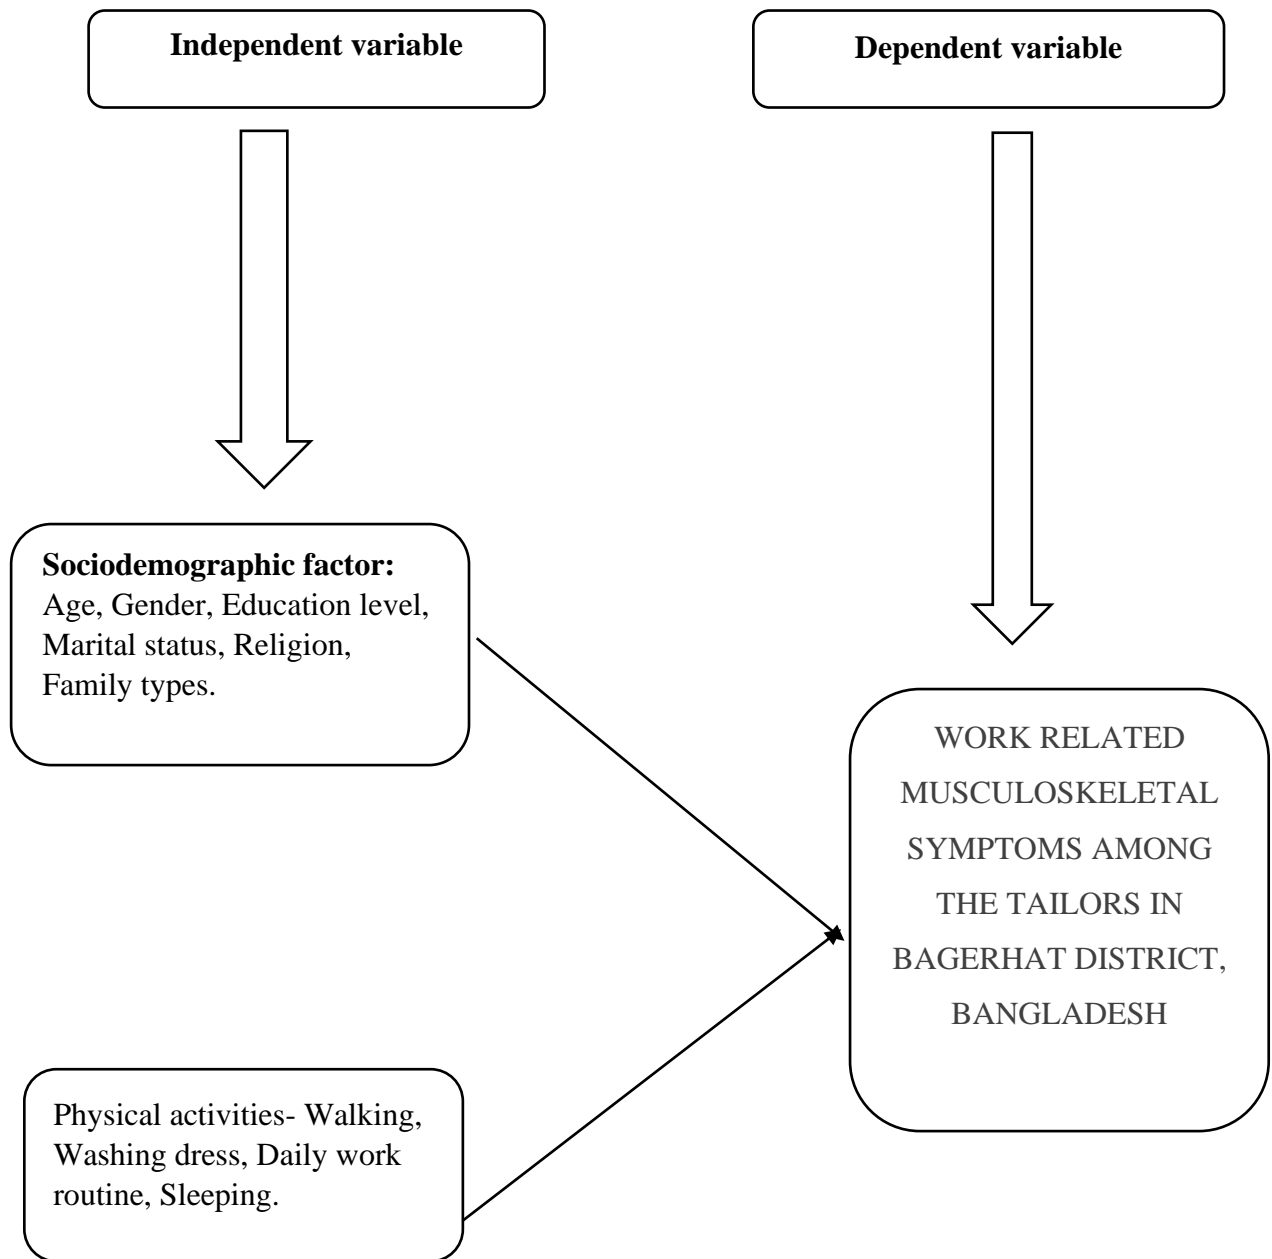 Independent variable
Dependent variable
Sociodemographic factor:
Age, Gender, Education level,
Marital status, Religion,
Family types.
WORK RELATED
MUSCULOSKELETAL
SYMPTOMS AMONG
THE TAILORS IN
BAGERHAT DISTRICT,
BANGLADESH
Physical activities- Walking,
Washing dress, Daily work
routine, Sleeping.